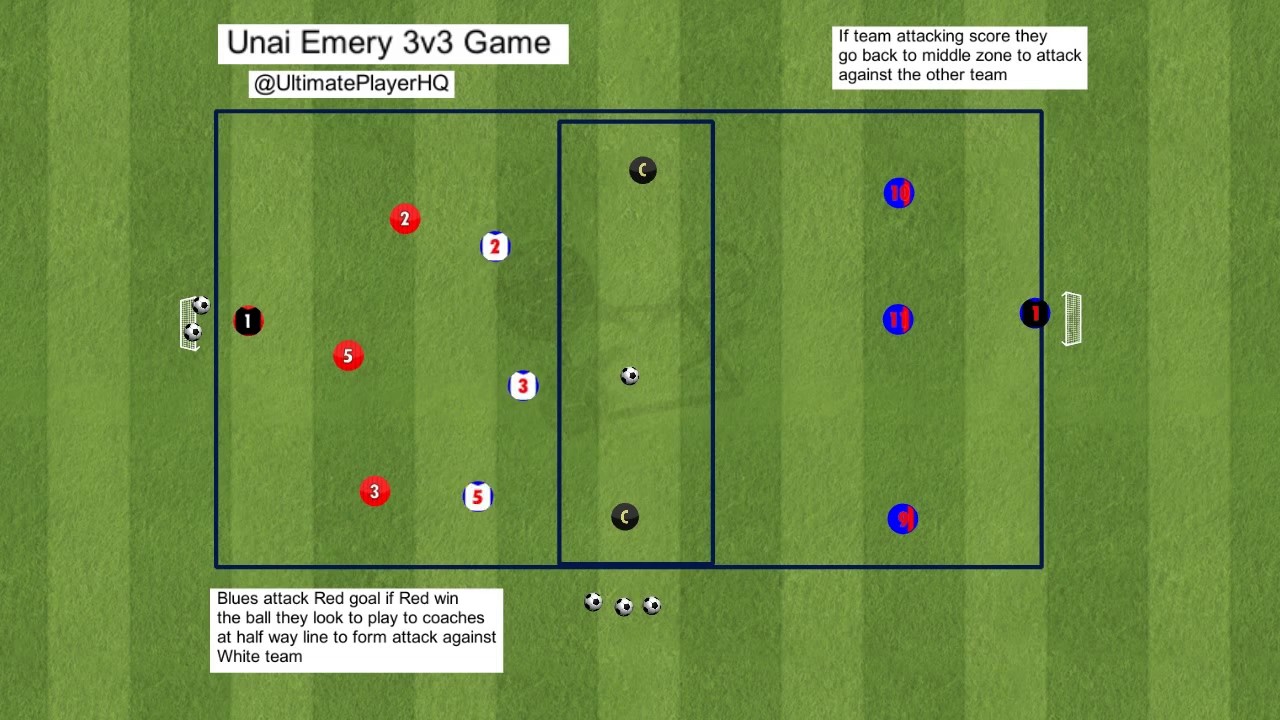 Unai Emery 3v3 Game
@UltimatePlayerHQ
If team attacking score they
go back to middle zone to attack
against the other team
C
2
10
2
1
11
1
5
3
3
5
C
9
Blues attack Red goal if Red win
the ball they look to play to coaches
at half way line to form attack against
White team